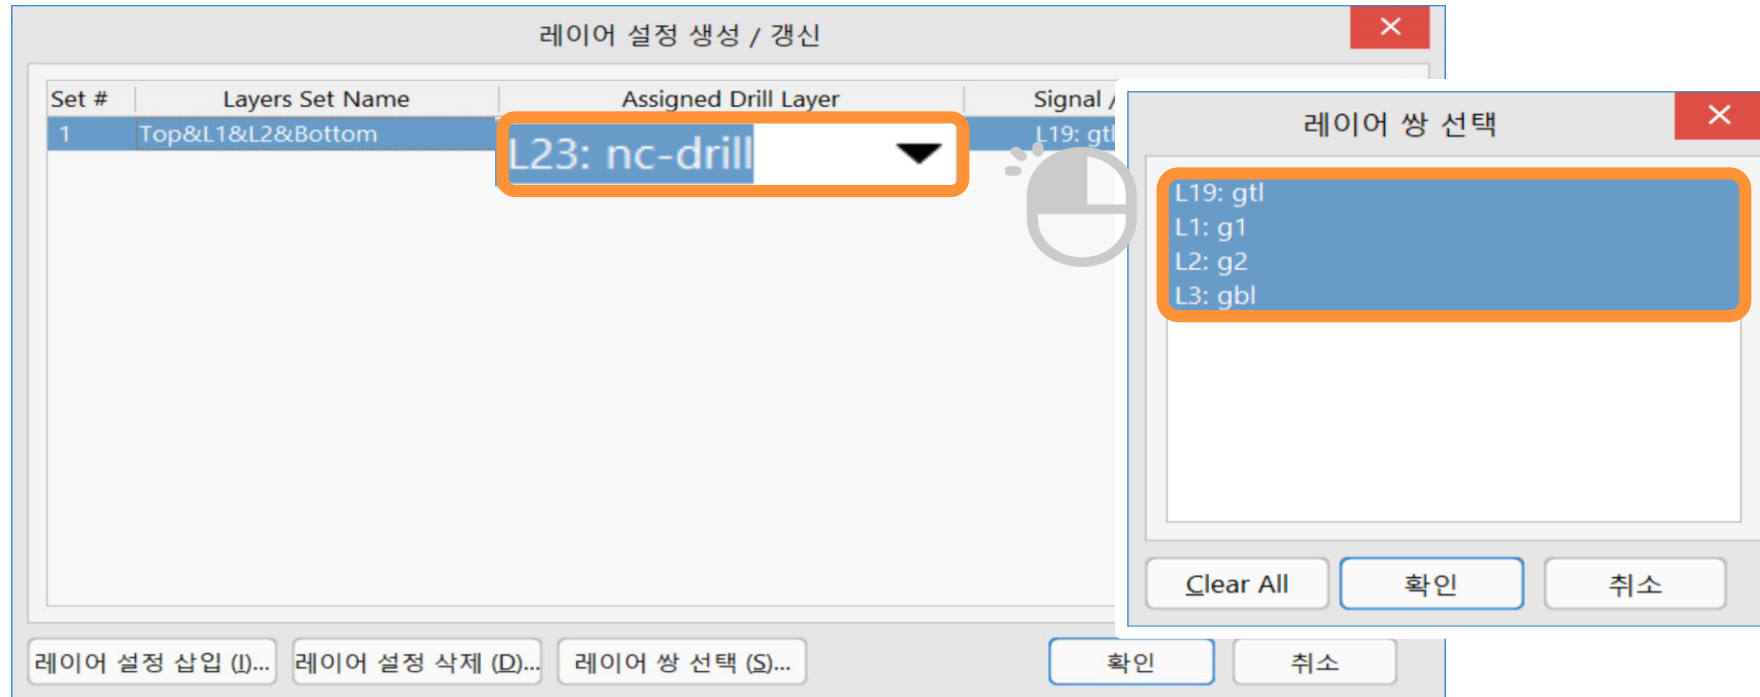 레이어 설정 생성 / 갱신
Set # Layers Set Name Assigned Drill Layer Signal /
1 Top&L1&L2&Bottom L23: nc-drill L19: gtl
레이어 설정 삽입 (I)... 레이어 설정 삭제 (D)... 레이어 쌍 선택 (S)... 확인 취소
레이어 쌍 선택
L19: gtl
L1: g1
L2: g2
L3: gbl
Clear All 확인 취소